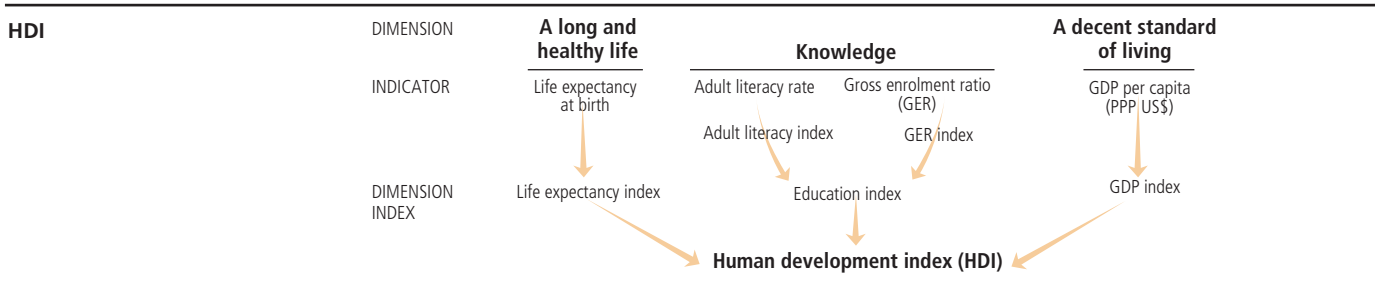 HDI
DIMENSION
A long and
healthy life
Knowledge
A decent standard
of living
INDICATOR
Life expectancy
at birth
Adult literacy rate
Gross enrolment ratio
(GER)
GDP per capita
(PPP US$)
Adult literacy index
GER index
DIMENSION
INDEX
Life expectancy index
Education index
GDP index
Human development index (HDI)